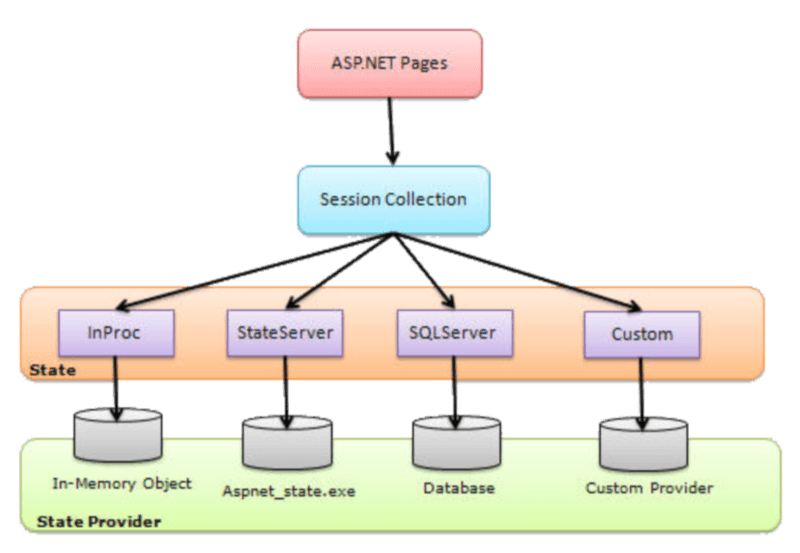 ASP.NET Pages
Session Collection
InProc
StateServer
SQLServer
Custom
State
In-Memory Object
Aspnet_state.exe
Database
Custom Provider
State Provider